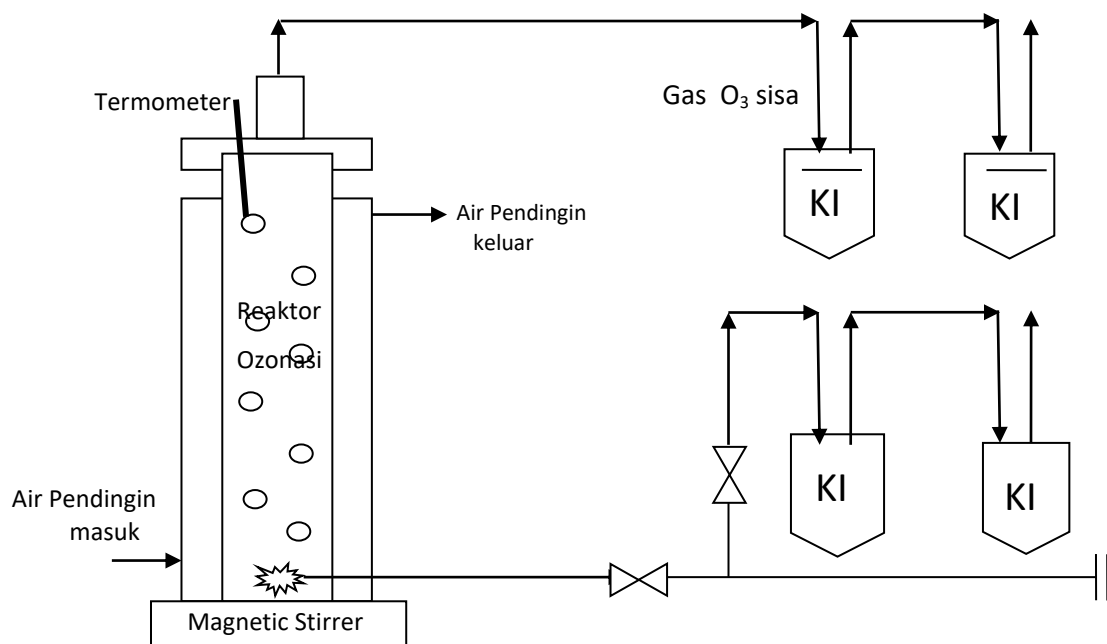 Termometer
Gas O₃ sisa
KI
KI
Air Pendingin
keluar
Reaktor
Ozonasi
KI
KI
Air Pendingin
masuk
Magnetic Stirrer